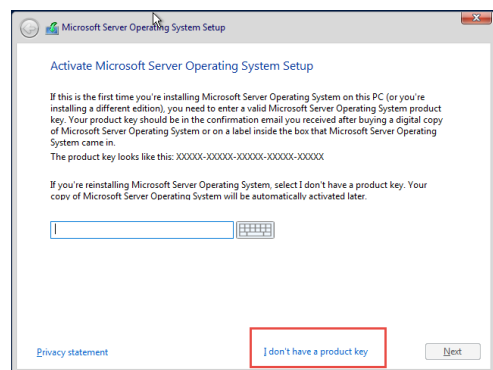 Microsoft Server Operating System Setup
Activate Microsoft Server Operating System Setup
If this is the first time you're installing Microsoft Server Operating System on this PC (or you're
installing a different edition), you need to enter a valid Microsoft Server Operating System product
key. Your product key should be in the confirmation email you received after buying a digital copy
of Microsoft Server Operating System or on a label inside the box that Microsoft Server Operating
System came in.
The product key looks like this: XXXXX-XXXXX-XXXXX-XXXXX-XXXXX
If you're reinstalling Microsoft Server Operating System, select I don't have a product key. Your
copy of Microsoft Server Operating System will be automatically activated later.
Privacy statement
I don't have a product key
Next